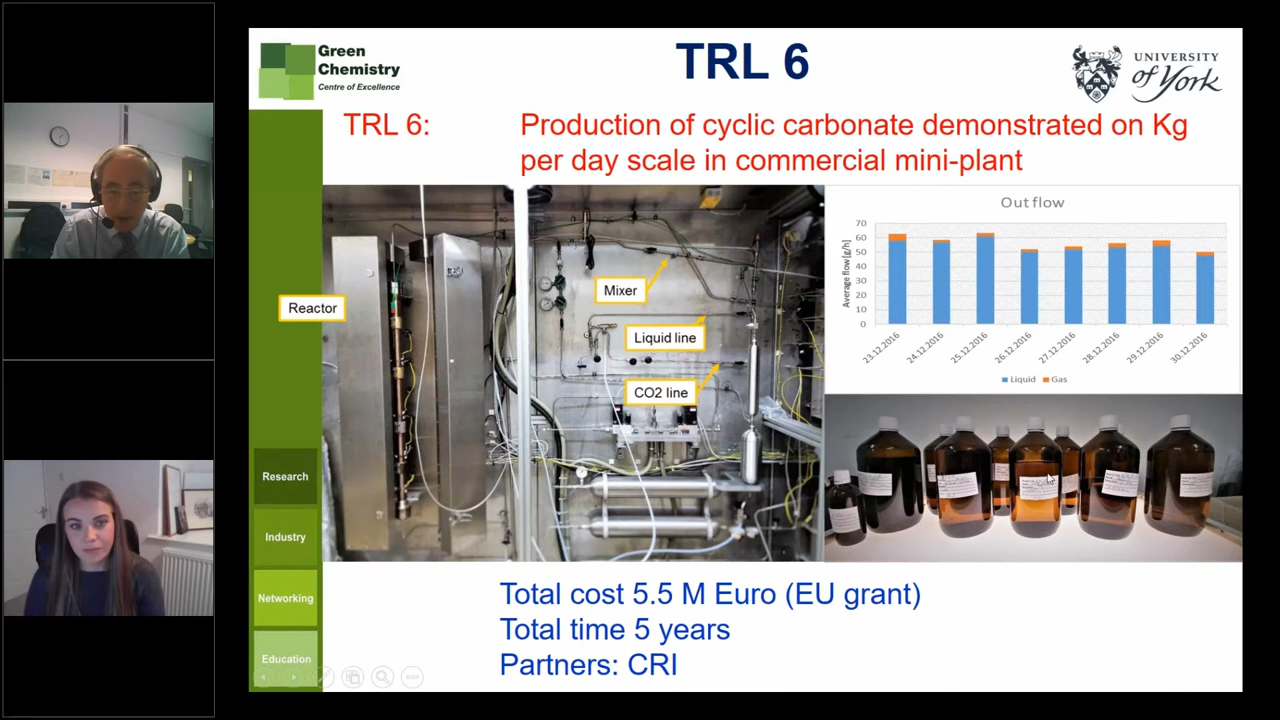 Green
Chemistry
Centre of Excellence
TRL 6
UNIVERSITY
of York
TRL 6:
Production of cyclic carbonate demonstrated on Kg
per day scale in commercial mini-plant
Reactor
Mixer
Liquid line
CO2 line
Out flow
Average flow [g/h]
70
60
50
40
30
20
10
0
23.12.2016
24.12.2016
25.12.2016
26.12.2016
27.12.2016
28.12.2016
29.12.2016
30.12.2016
Liquid
Gas
Research
Industry
Networking
Education
Total cost 5.5 M Euro (EU grant)
Total time 5 years
Partners: CRI